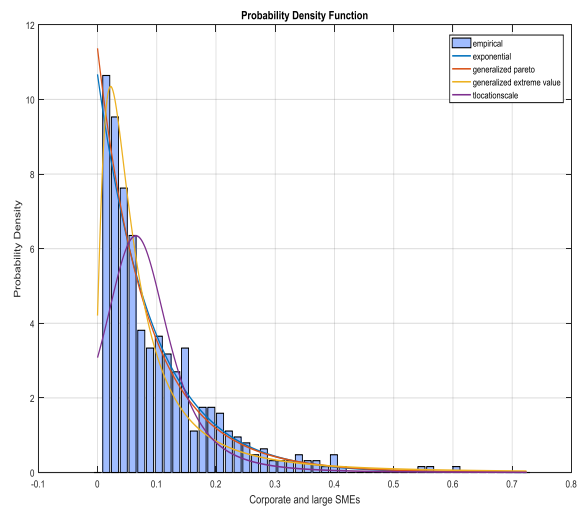 Probability Density Function
empirical
exponential
generalized pareto
generalized extreme value
tlocationscale
Probability Density
12
10
8
6
4
2
0
-0.1 0 0.1 0.2 0.3 0.4 0.5 0.6 0.7 0.8
Corporate and large SMEs